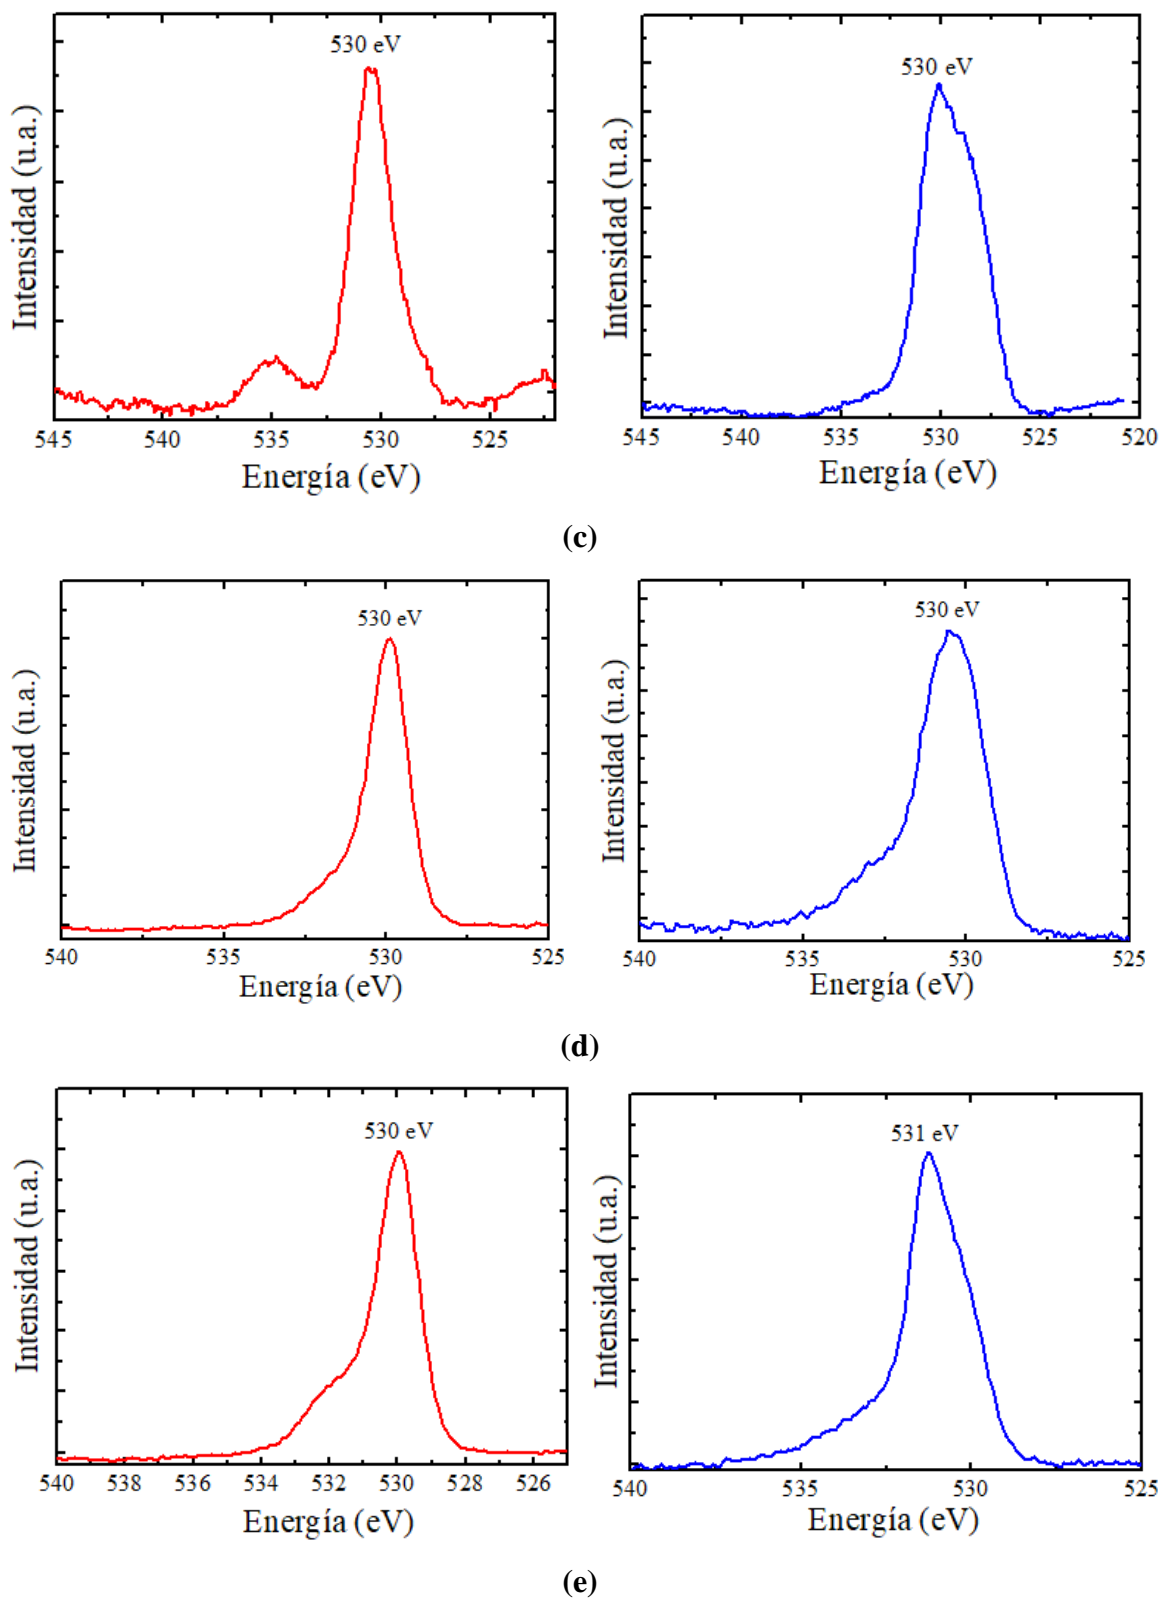 530 eV
Intensidad (u.a.)
545 540 535 530 525
Energía (eV)
530 eV
Intensidad (u.a.)
545 540 535 530 525 520
Energía (eV)
(c)
530 eV
Intensidad (u.a.)
540 535 530 525
Energía (eV)
530 eV
Intensidad (u.a.)
540 535 530 525
Energía (eV)
(d)
530 eV
Intensidad (u.a.)
540 538 536 534 532 530 528 526
Energía (eV)
531 eV
Intensidad (u.a.)
540 535 530 525
Energía (eV)
(e)